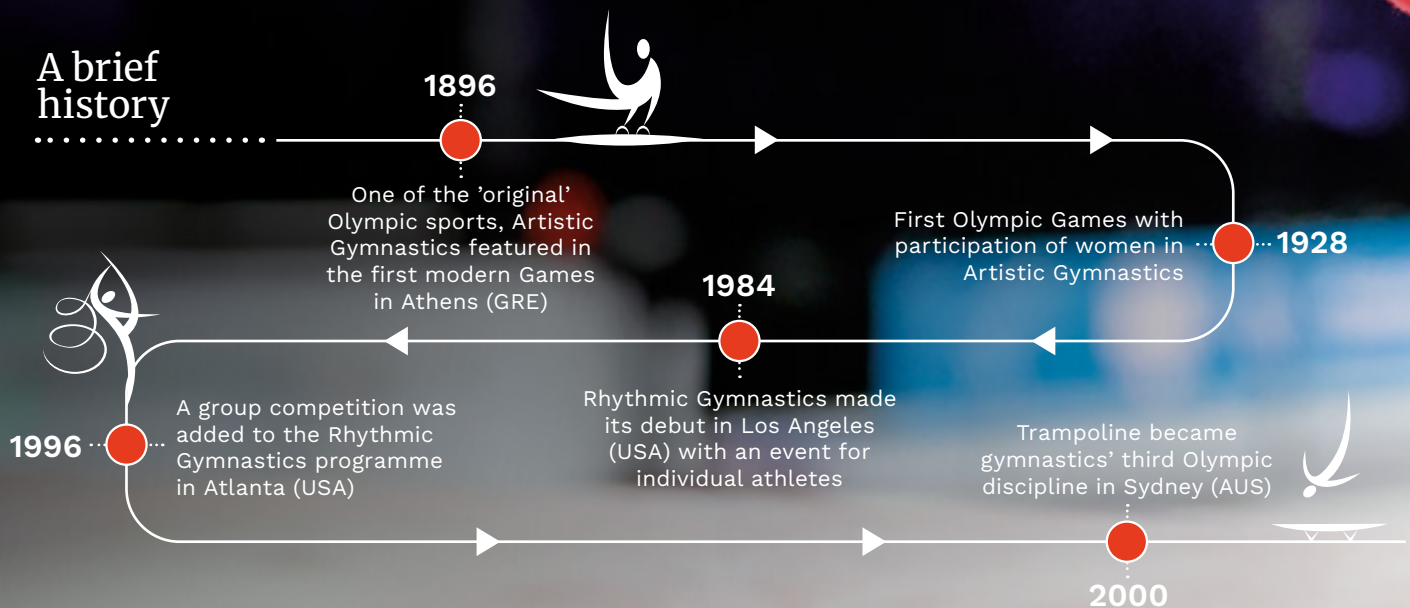 A brief
history
1896
One of the ’original’
Olympic sports, Artistic
Gymnastics featured in
the first modern Games
in Athens (GRE)
First Olympic Games with
participation of women in
Artistic Gymnastics
1928
1984
Rhythmic Gymnastics made
its debut in Los Angeles
(USA) with an event for
individual athletes
1996
A group competition was
added to the Rhythmic
Gymnastics programme
in Atlanta (USA)
Trampoline became
gymnastics’ third Olympic
discipline in Sydney (AUS)
2000